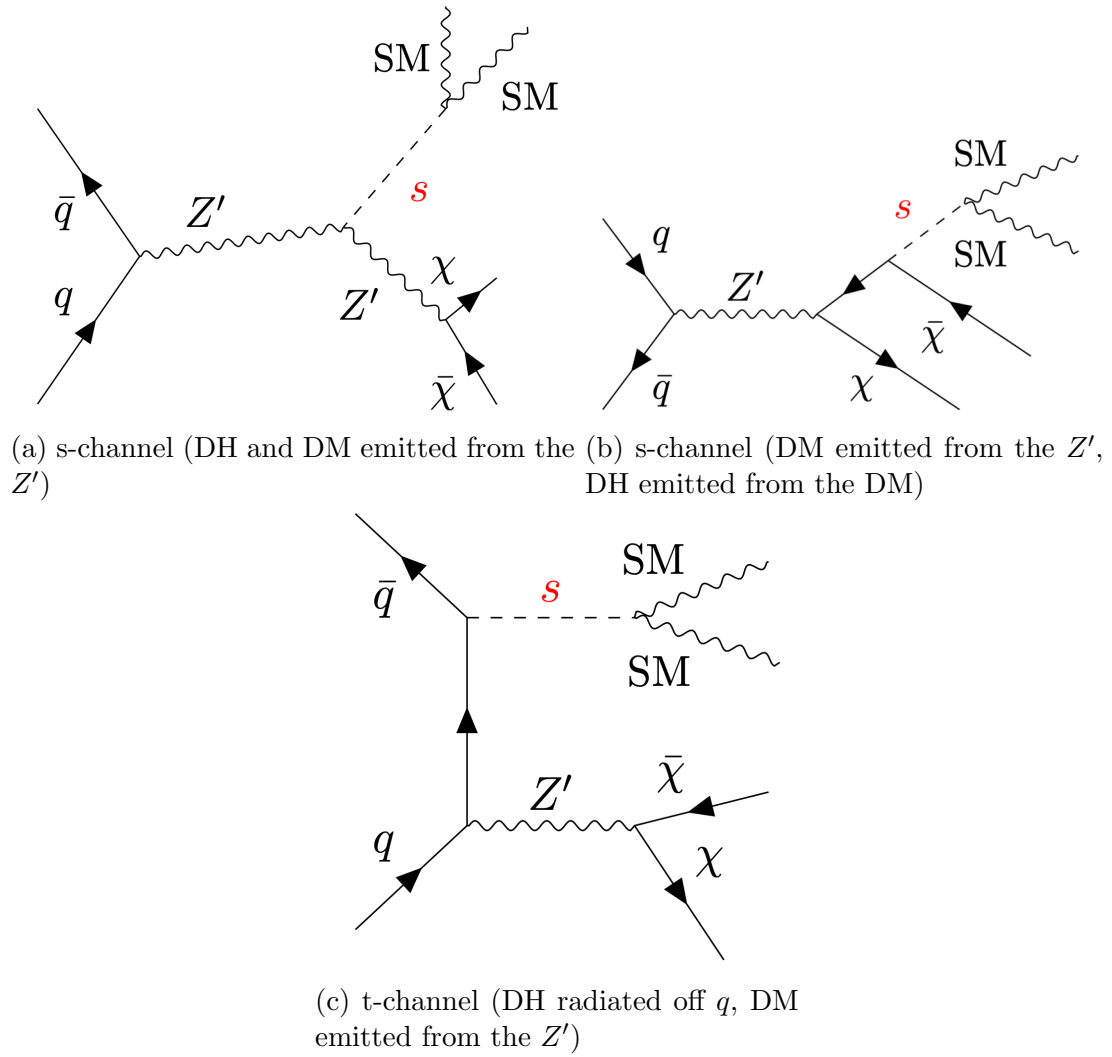 SM
SM
q̄
Z′
s
q
Z′
χ
χ̄
(a) s-channel (DH and DM emitted from the
Z′)
SM
s
q
SM
Z′
q̄
χ̄
χ
(b) s-channel (DM emitted from the Z′,
DH emitted from the DM)
q̄
s
SM
SM
Z′
χ̄
q
χ
(c) t-channel (DH radiated off q, DM
emitted from the Z′)